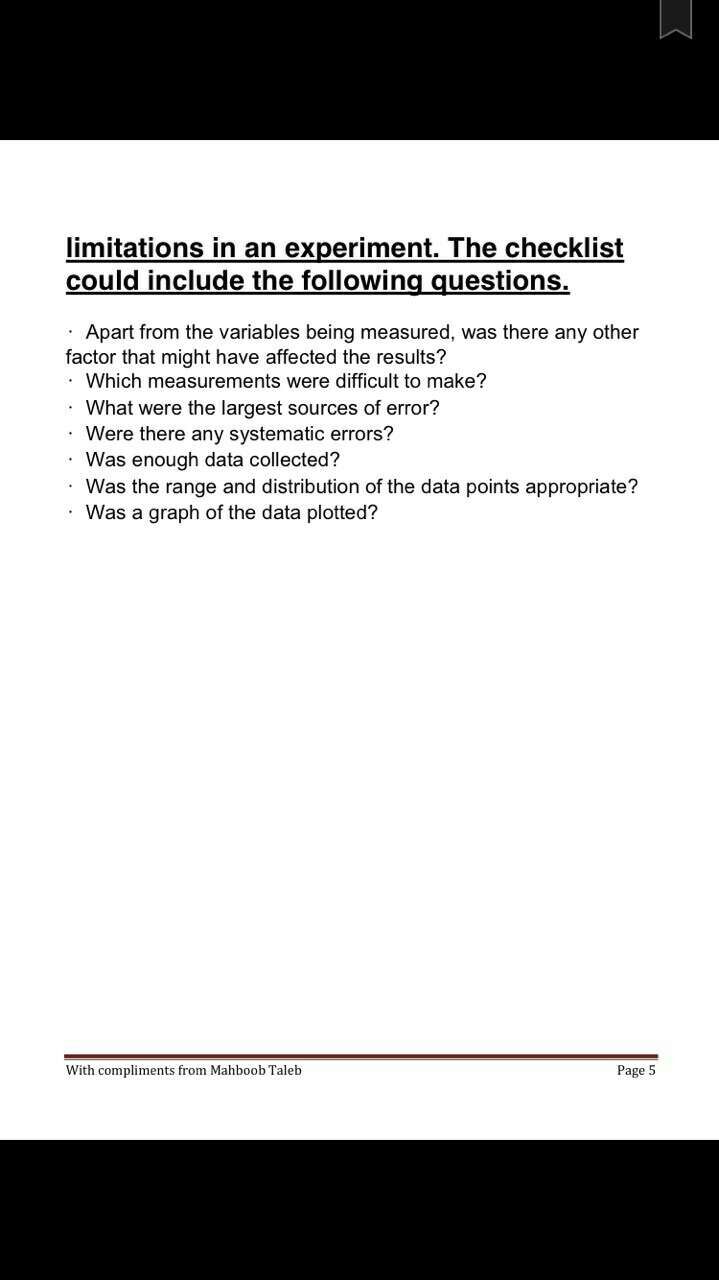 limitations in an experiment. The checklist
could include the following questions.
· Apart from the variables being measured, was there any other
factor that might have affected the results?
· Which measurements were difficult to make?
· What were the largest sources of error?
· Were there any systematic errors?
· Was enough data collected?
· Was the range and distribution of the data points appropriate?
· Was a graph of the data plotted?
With compliments from Mahboob Taleb Page 5